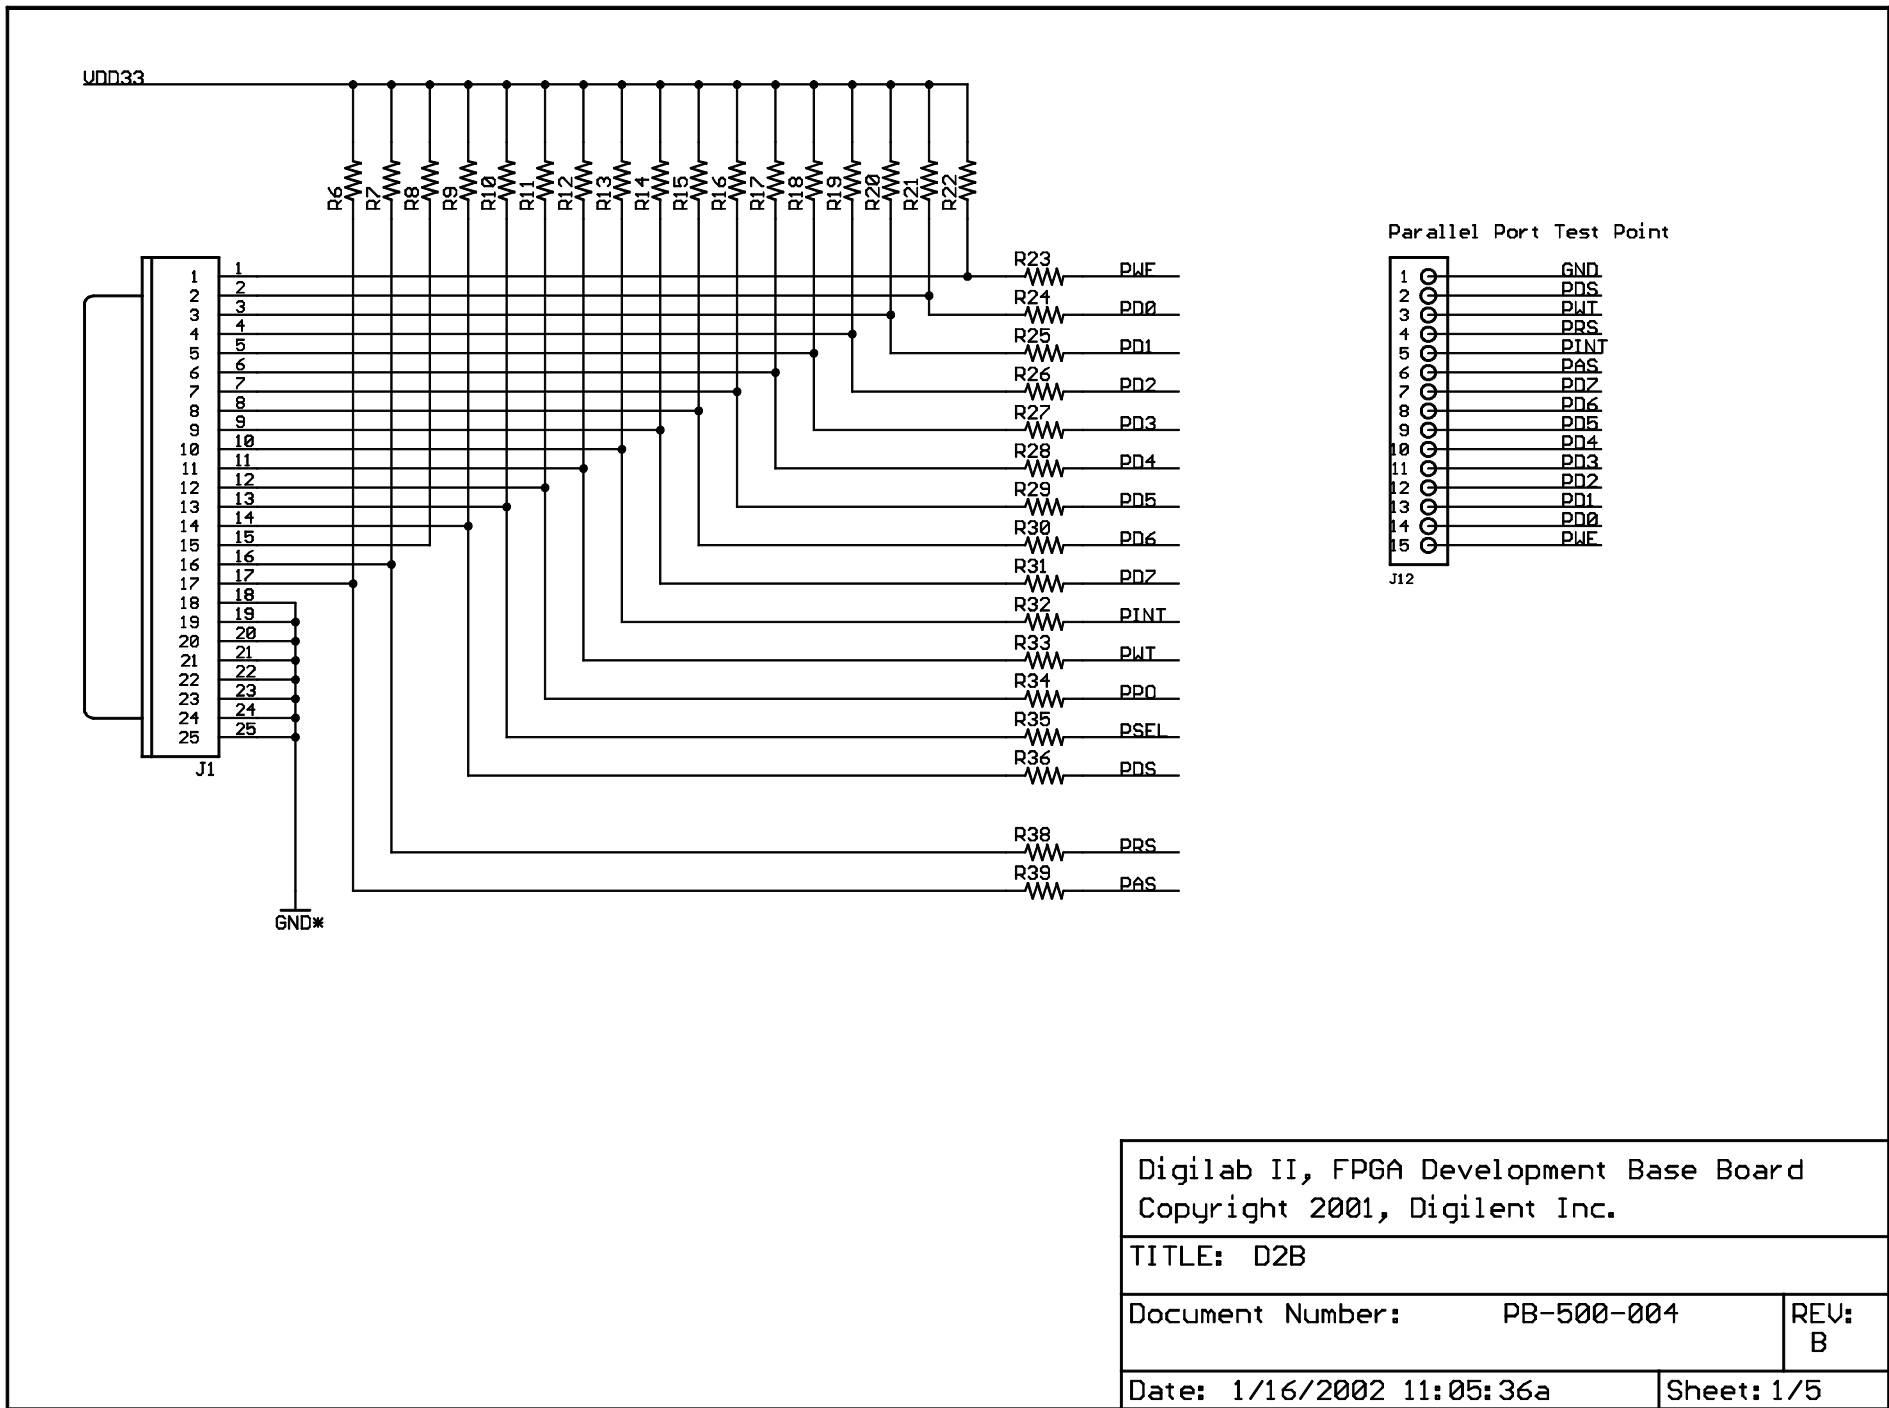 VDD33
R6 R7 R8 R9 R10 R11 R12 R13 R14 R15 R16 R17 R18 R19 R20 R21 R22
1 1
2 2
3 3
4 4
5 5
6 6
7 7
8 8
9 9
10 10
11 11
12 12
13 13
14 14
15 15
16 16
17 17
18 18
19 19
20 20
21 21
22 22
23 23
24 24
25 25
J1
GND*
R23 PWE
R24 PD0
R25 PD1
R26 PD2
R27 PD3
R28 PD4
R29 PD5
R30 PD6
R31 PD7
R32 PINT
R33 PWT
R34 PPO
R35 PSEL
R36 PDS
R38 PRS
R39 PAS
Parallel Port Test Point
1 GND
2 PDS
3 PWT
4 PRS
5 PINT
6 PAS
7 PD7
8 PD6
9 PD5
10 PD4
11 PD3
12 PD2
13 PD1
14 PD0
15 PWE
J12
Digilab II, FPGA Development Base Board
Copyright 2001, Digilent Inc.
TITLE: D2B
Document Number: PB-500-004
REV:
B
Date: 1/16/2002 11:05:36a
Sheet: 1/5